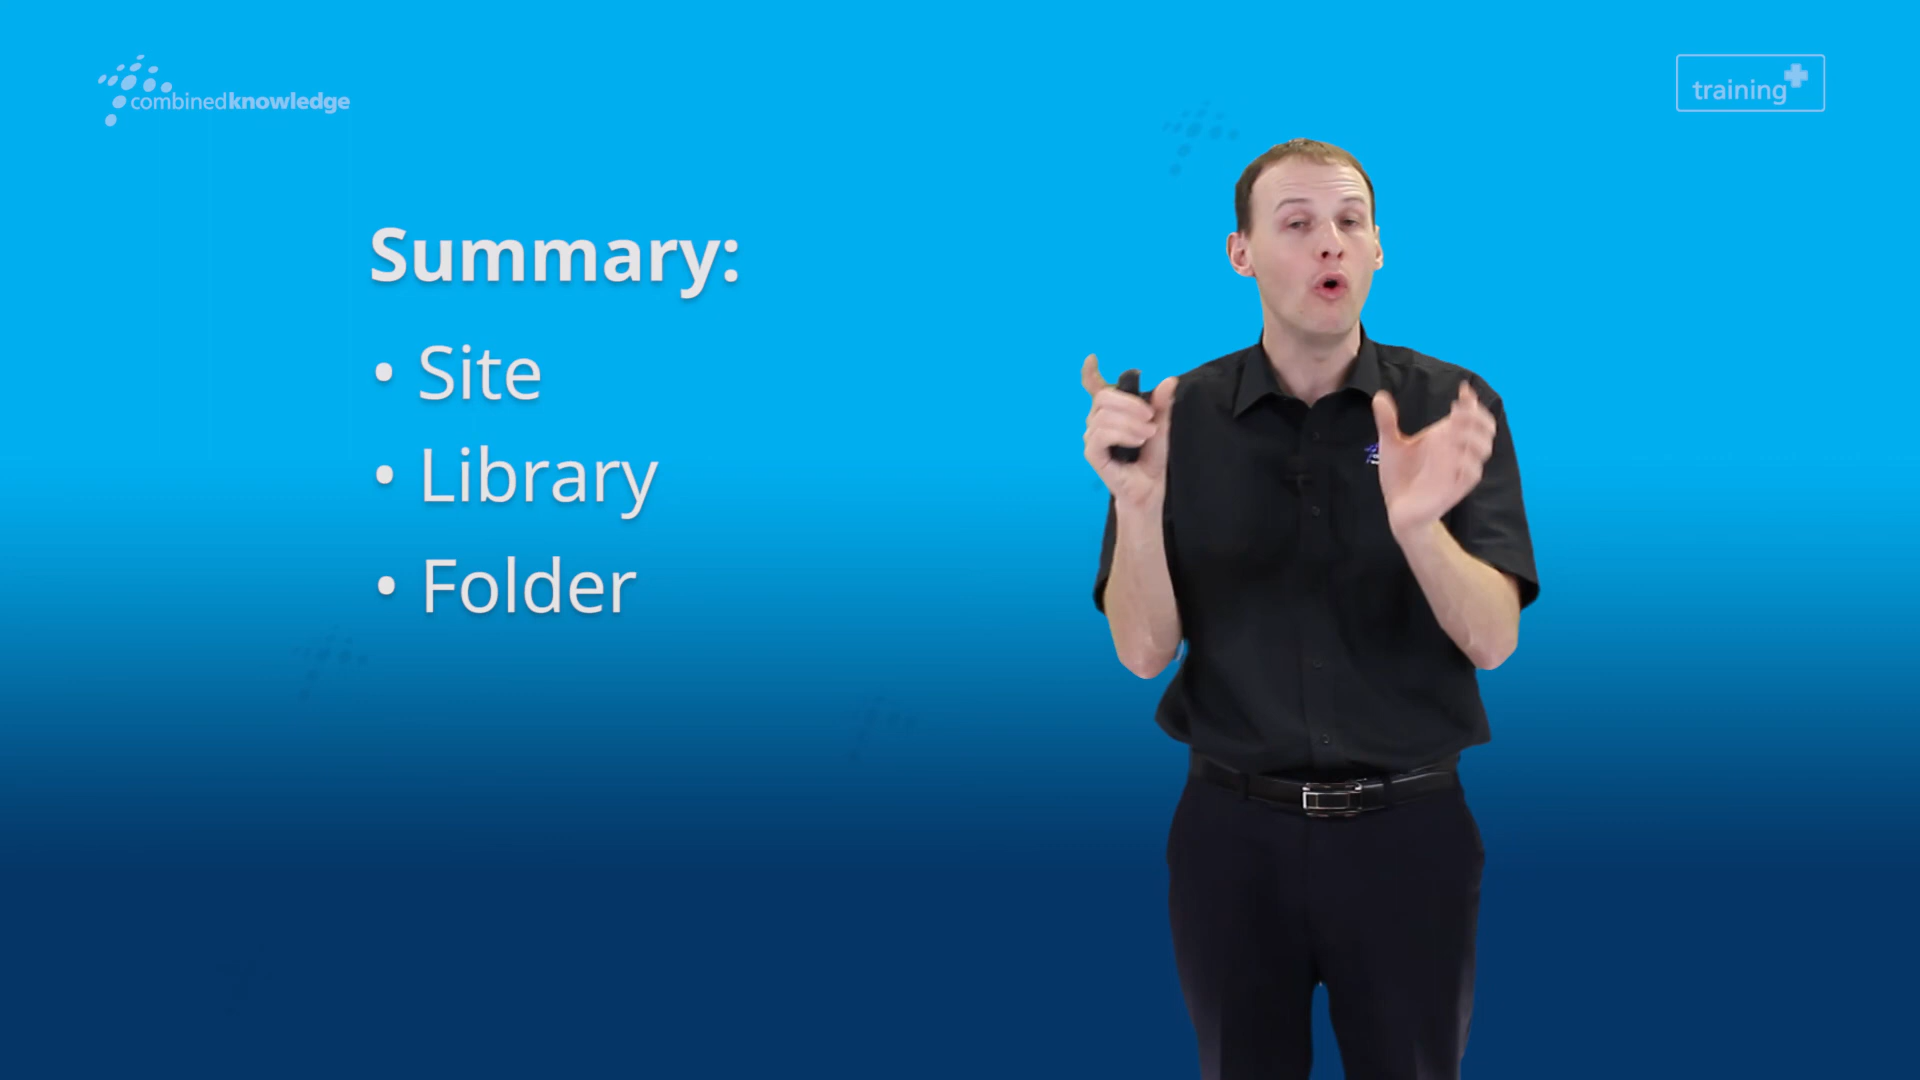 combinedknowledge
training
Summary:
• Site
• Library
• Folder